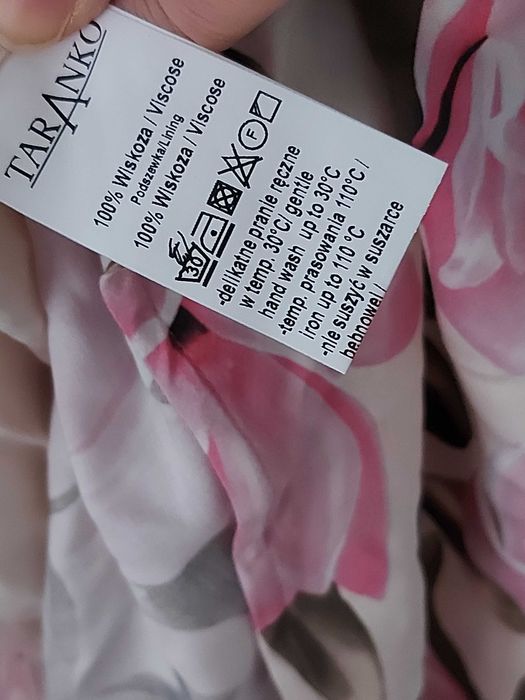 TARANKO
100% Wiskoza / Viscose
Podszewka/Lining
100% Wiskoza / Viscose
30 F
-delikatne pranie ręczne
w temp. 30°C/ gentle
hand wash up to 30°C
-temp. prasowania 110°C /
iron up to 110 °C
-nie suszyć w suszarce
bębnowej /